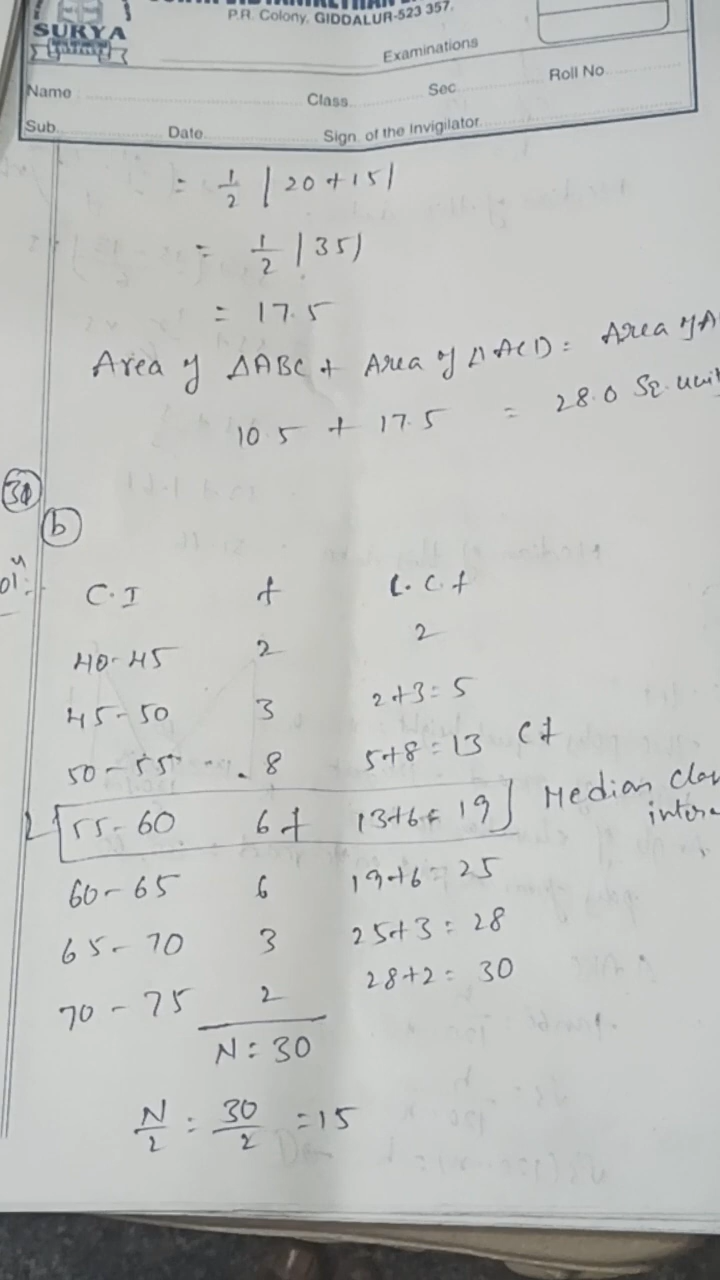 SURYA
P.R. Colony, GIDDALUR-523 357.
Examinations
Name Class Sec Roll No
Sub. Date Sign. of the Invigilator
= 1/2 | 20 + 15 |
= 1/2 | 35 |
= 17.5
Area of ΔABC + Area of ΔACD = Area of
10.5 + 17.5 = 28.0 Sq. unit
b
C.I f L.C.f
40-45 2 2
45-50 3 2+3=5
50-55 8 5+8=13 cf
55-60 6 f 13+6=19 Median
60-65 6 19+6=25
65-70 3 25+3=28
70-75 2 28+2=30
N=30
N/2 = 30/2 =15